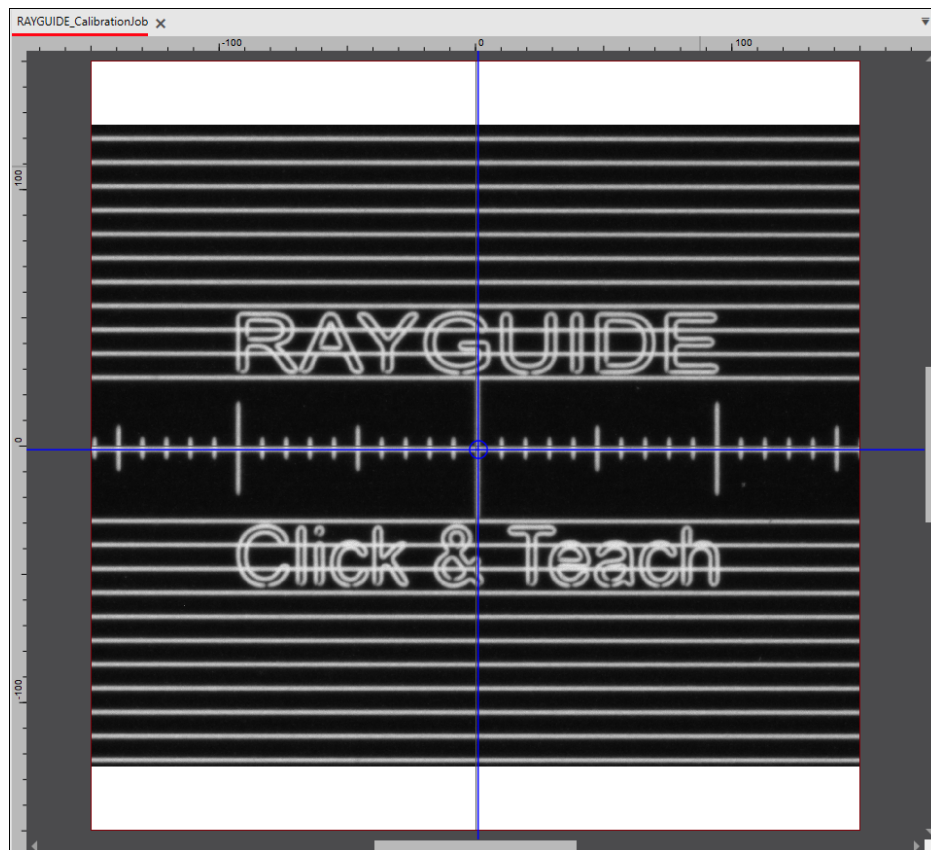 RAYGUIDE_CalibrationJob
-100 0 100
100
RAYGUIDE
0
Click & Teach
-100